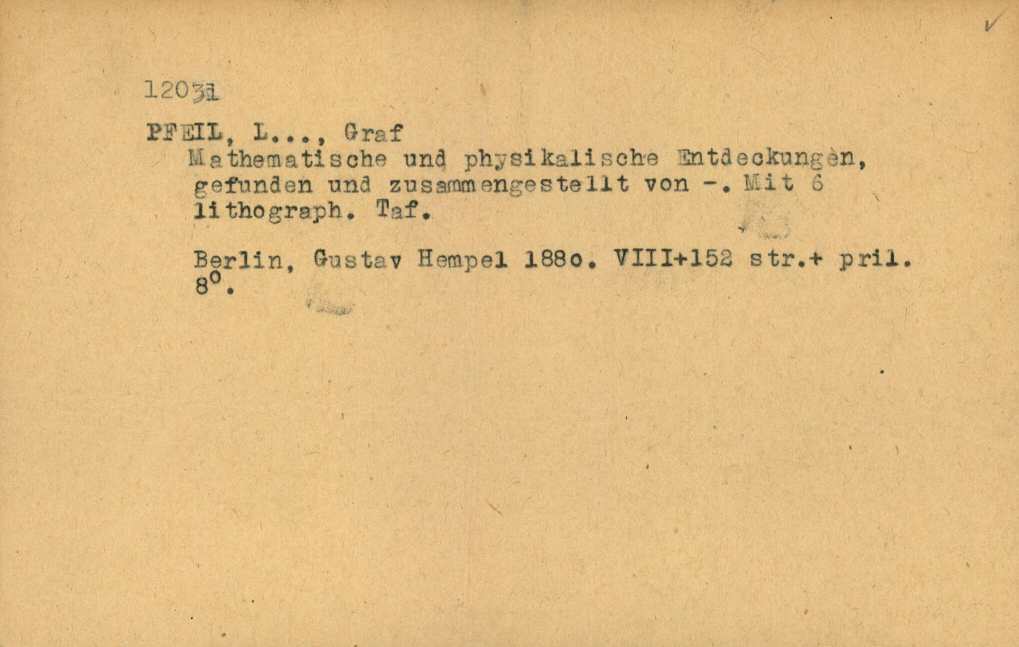 12031
PFEIL, L..., Graf
Mathematische und physikalische Entdeckungen,
gefunden und zusammengestellt von -. Mit 6
lithograph. Taf.
Berlin, Gustav Hempel 188o. VIII+152 str.+ pril.
8⁰.